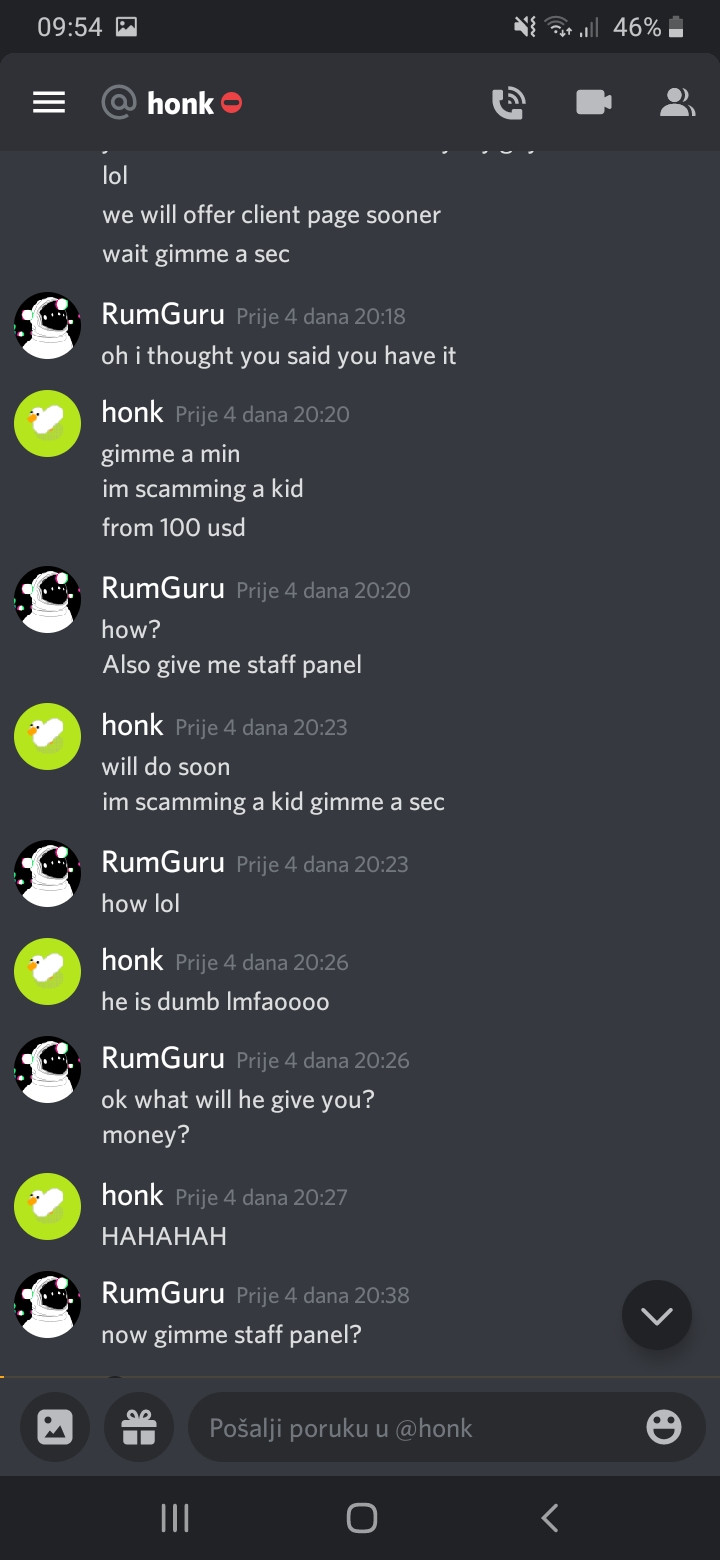 09:54
46%
@ honk
lol
we will offer client page sooner
wait gimme a sec
RumGuru Prije 4 dana 20:18
oh i thought you said you have it
honk Prije 4 dana 20:20
gimme a min
im scamming a kid
from 100 usd
RumGuru Prije 4 dana 20:20
how?
Also give me staff panel
honk Prije 4 dana 20:23
will do soon
im scamming a kid gimme a sec
RumGuru Prije 4 dana 20:23
how lol
honk Prije 4 dana 20:26
he is dumb lmfaoooo
RumGuru Prije 4 dana 20:26
ok what will he give you?
money?
honk Prije 4 dana 20:27
HAHAHAH
RumGuru Prije 4 dana 20:38
now gimme staff panel?
Pošalji poruku u @honk